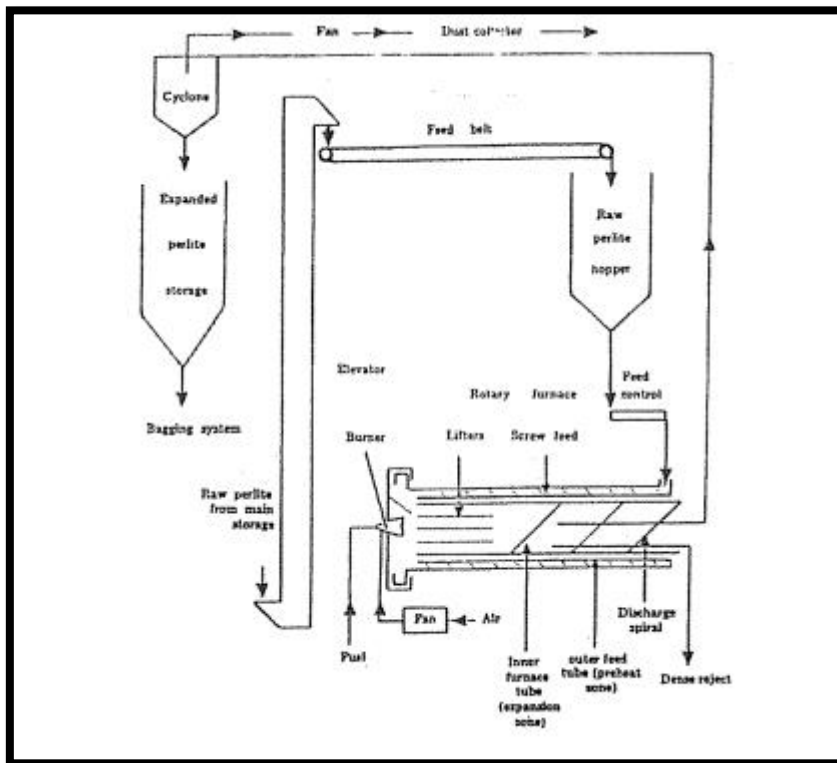 Fan
Dust collector
Cyclone
Feed belt
Expanded
perlite
storage
Raw
perlite
hopper
Elevator
Feed
control
Rotary furnace
Bagging system
Burner
Lifters
Screw feed
Raw perlite
from main
storage
Fan
Air
Fuel
Discharge
spiral
Inner
furnace
tube
(expansion
zone)
outer feed
tube (preheat
zone)
Dense reject